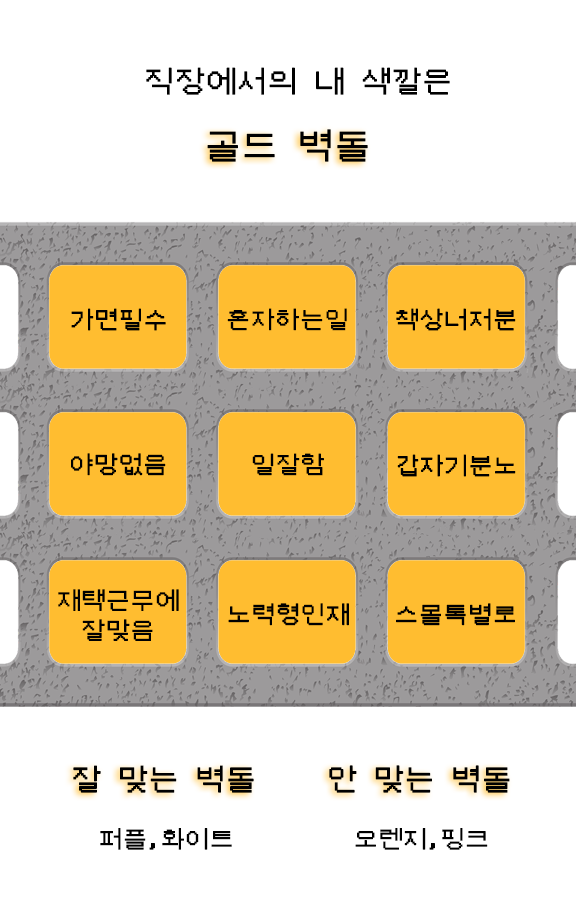 직장에서의 내 색깔은
골드 벽돌
가면필수
혼자하는일
책상너저분
야망없음
일잘함
갑자기분노
재택근무에
잘맞음
노력형인재
스몰톡별로
잘 맞는 벽돌
안 맞는 벽돌
퍼플,화이트
오렌지,핑크